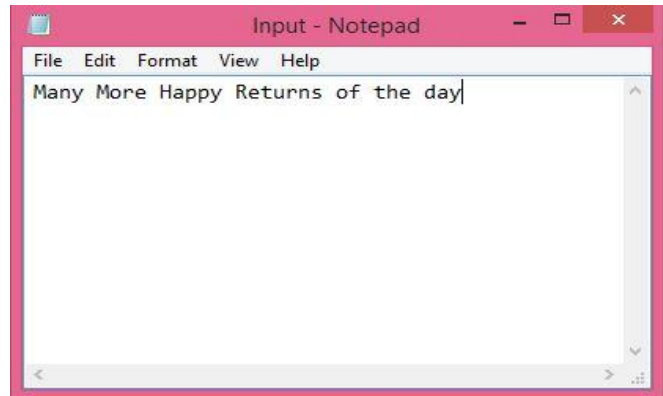 Input - Notepad
File Edit Format View Help
Many More Happy Returns of the day